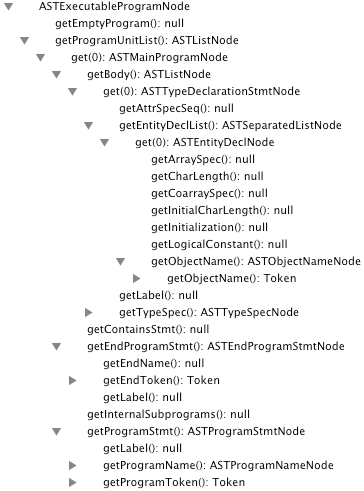 ASTExecutableProgramNode
getEmptyProgram(): null
getProgramUnitList(): ASTListNode
get(0): ASTMainProgramNode
getBody(): ASTListNode
get(0): ASTTypeDeclarationStmtNode
getAttrSpecSeq(): null
getEntityDeclList(): ASTSeparatedListNode
get(0): ASTEntityDeclNode
getArraySpec(): null
getCharLength(): null
getCoarraySpec(): null
getInitialCharLength(): null
getInitialization(): null
getLogicalConstant(): null
getObjectName(): ASTObjectNameNode
getObjectName(): Token
getLabel(): null
getTypeSpec(): ASTTypeSpecNode
getContainsStmt(): null
getEndProgramStmt(): ASTEndProgramStmtNode
getEndName(): null
getEndToken(): Token
getLabel(): null
getInternalSubprograms(): null
getProgramStmt(): ASTProgramStmtNode
getLabel(): null
getProgramName(): ASTProgramNameNode
getProgramToken(): Token